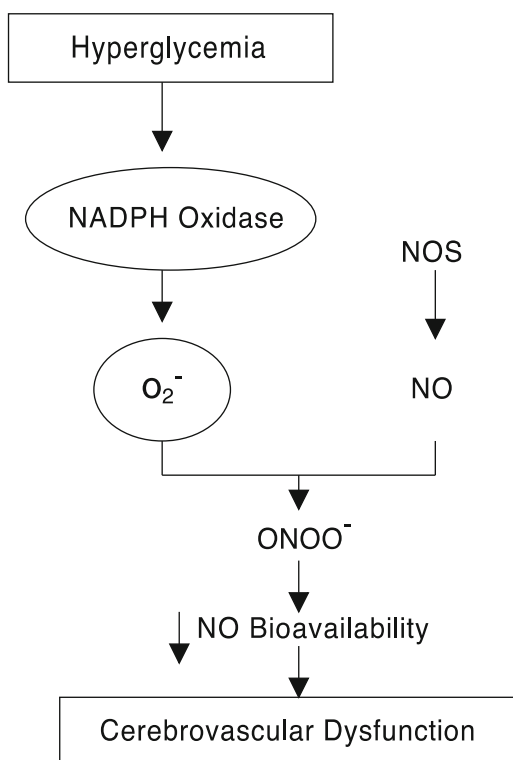 Hyperglycemia
NADPH Oxidase
NOS
O₂⁻
NO
ONOO⁻
NO Bioavailability
Cerebrovascular Dysfunction